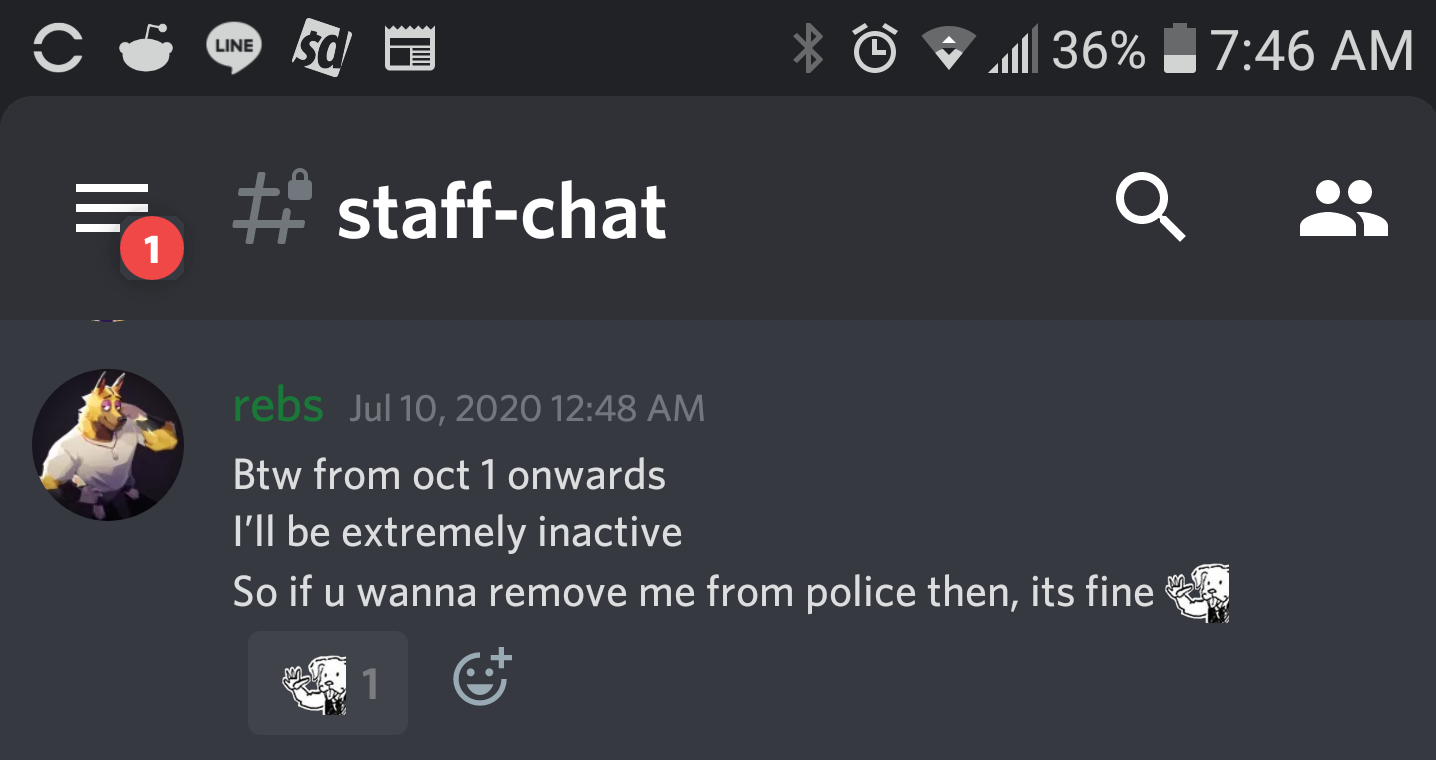 LINE
sd
36% 7:46 AM
1
staff-chat
rebs Jul 10, 2020 12:48 AM
Btw from oct 1 onwards
I'll be extremely inactive
So if u wanna remove me from police then, its fine
1